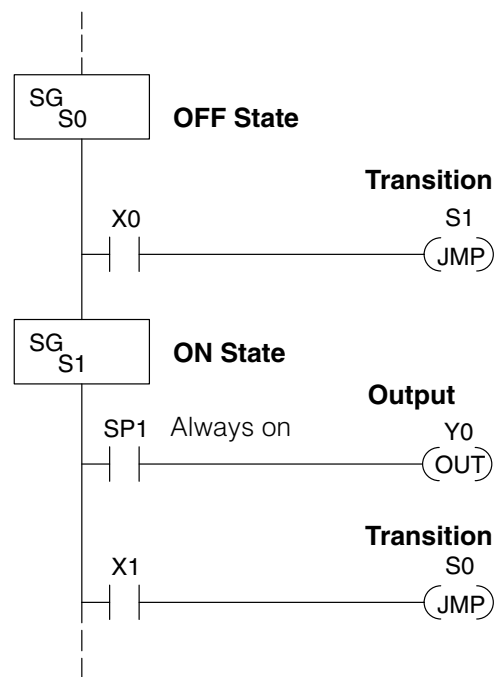 SG
S0
OFF State
Transition
X0
S1
JMP
SG
S1
ON State
Output
SP1 Always on
Y0
OUT
Transition
X1
S0
JMP